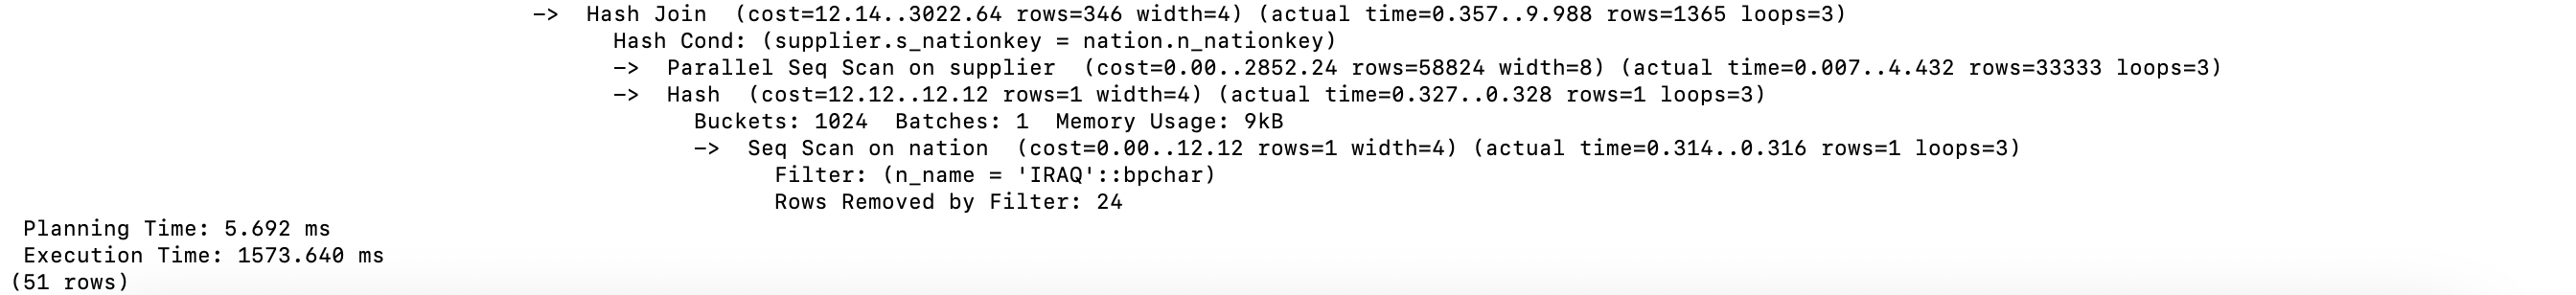 ->  Hash Join  (cost=12.14..3022.64 rows=346 width=4) (actual time=0.357..9.988 rows=1365 loops=3)
Hash Cond: (supplier.s_nationkey = nation.n_nationkey)
->  Parallel Seq Scan on supplier  (cost=0.00..2852.24 rows=58824 width=8) (actual time=0.007..4.432 rows=33333 loops=3)
->  Hash  (cost=12.12..12.12 rows=1 width=4) (actual time=0.327..0.328 rows=1 loops=3)
Buckets: 1024  Batches: 1  Memory Usage: 9kB
->  Seq Scan on nation  (cost=0.00..12.12 rows=1 width=4) (actual time=0.314..0.316 rows=1 loops=3)
Filter: (n_name = 'IRAQ'::bpchar)
Rows Removed by Filter: 24
Planning Time: 5.692 ms
Execution Time: 1573.640 ms
(51 rows)